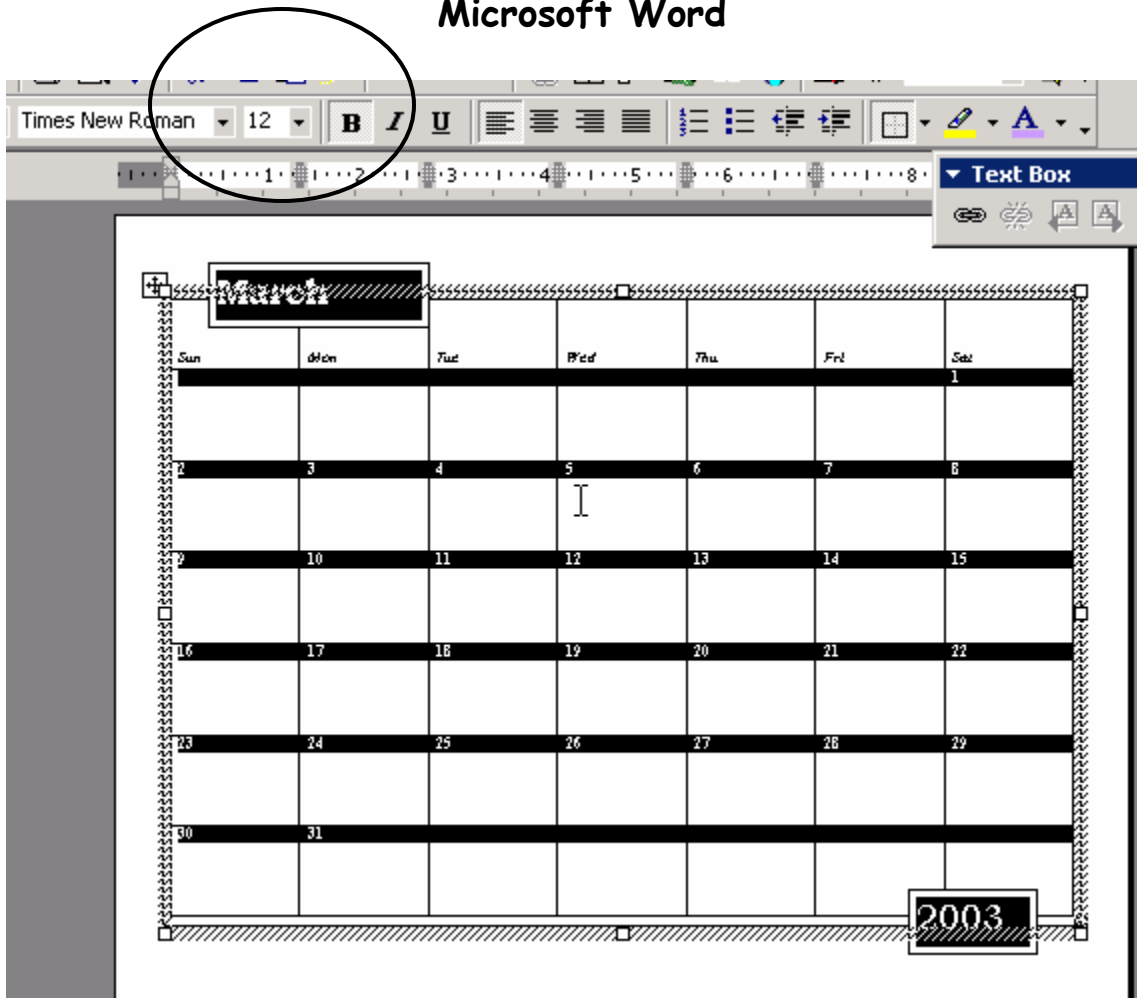 Microsoft Word
Times New Roman 12 B I U A
1 2 3 4 5 6 8
Text Box
March
Sun Mon Tue Wed Thu Fri Sat
1
2 3 4 5 6 7 8
9 10 11 12 13 14 15
16 17 18 19 20 21 22
23 24 25 26 27 28 29
30 31
2003